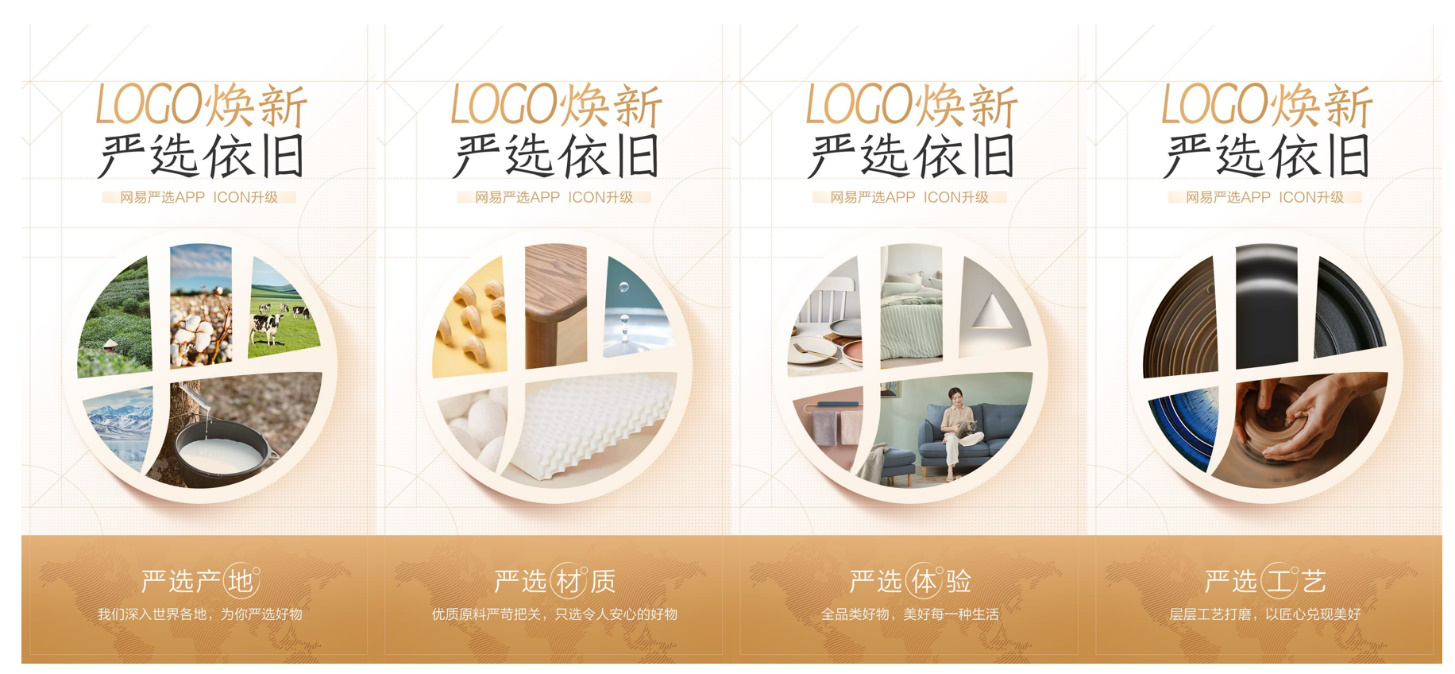 LOGO焕新
严选依旧
网易严选APP ICON升级
严选产地
我们深入世界各地，为你严选好物
LOGO焕新
严选依旧
网易严选APP ICON升级
严选材质
优质原料严苛把关，只选令人安心的好物
LOGO焕新
严选依旧
网易严选APP ICON升级
严选体验
全品类好物，美好每一种生活
LOGO焕新
严选依旧
网易严选APP ICON升级
严选工艺
层层工艺打磨，以匠心兑现美好